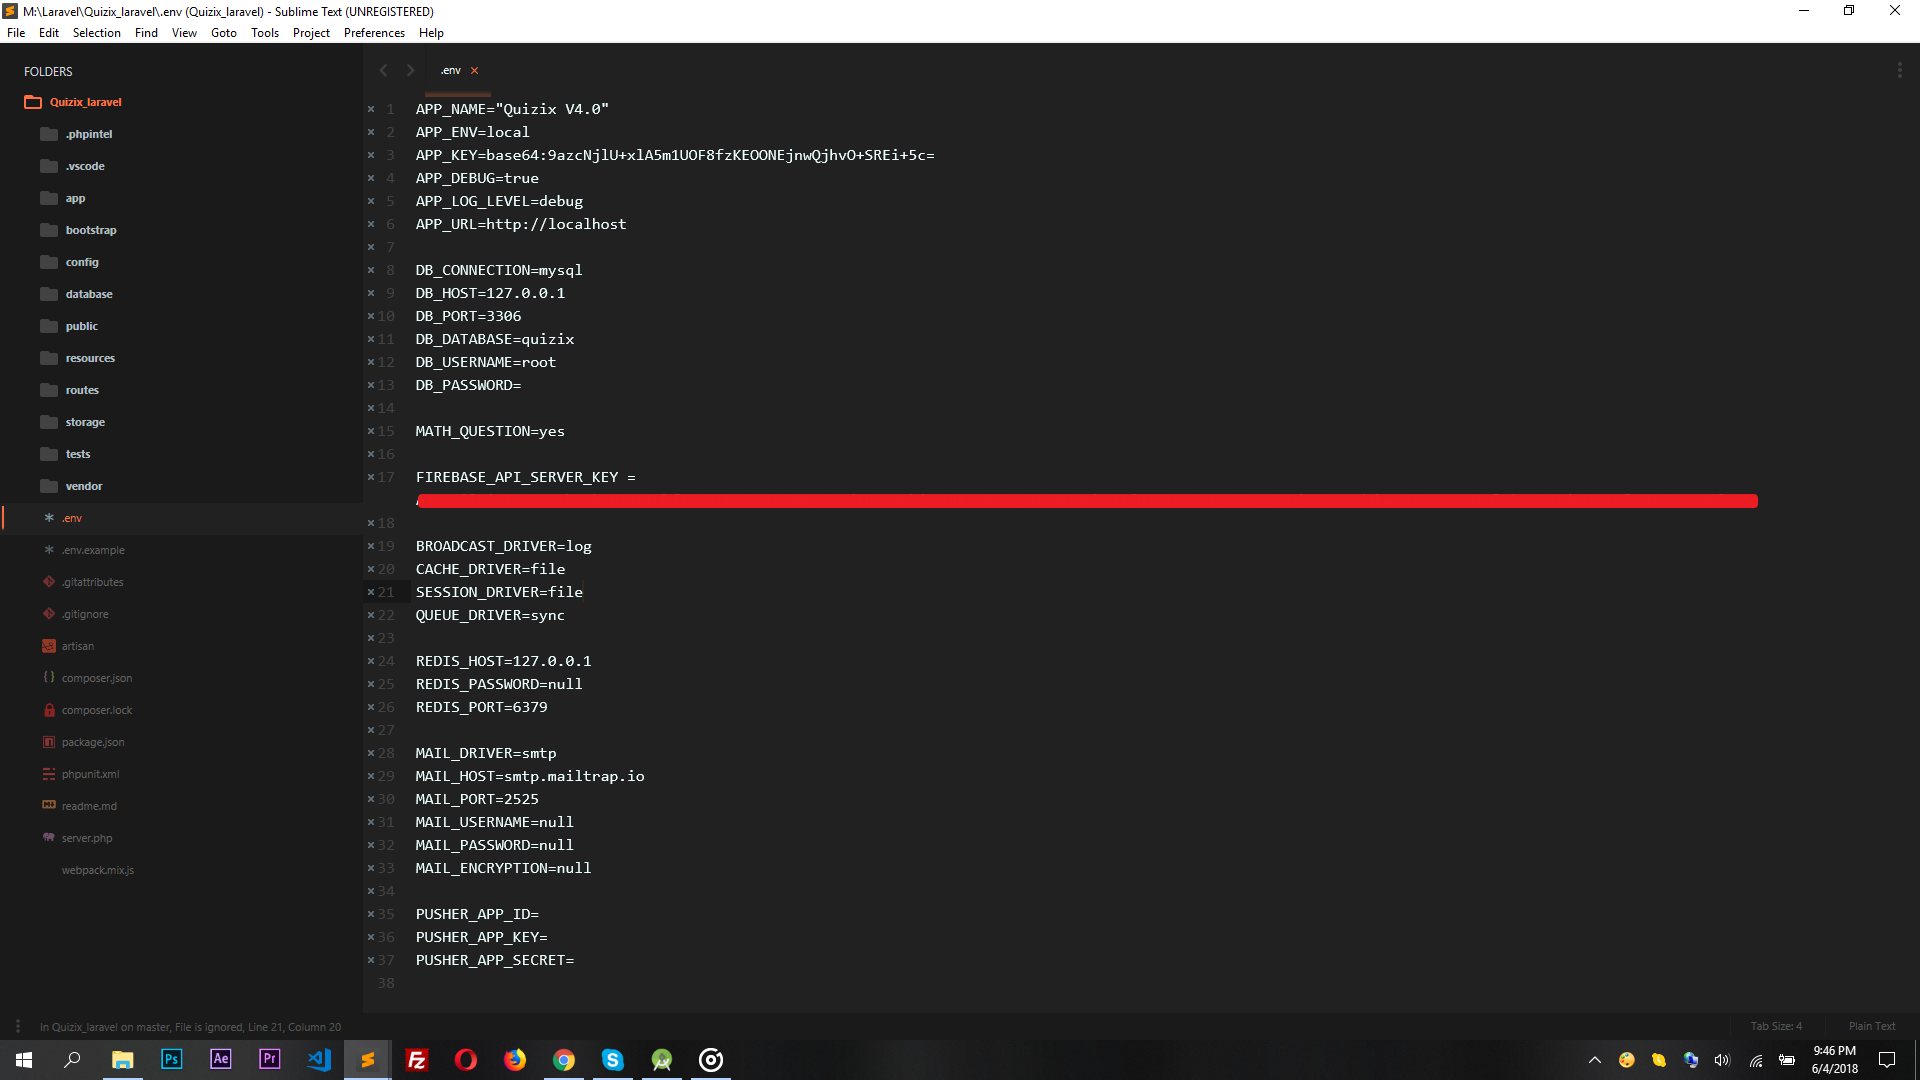 M:\Laravel\Quizix_laravel\.env (Quizix_laravel) - Sublime Text (UNREGISTERED)
File Edit Selection Find View Goto Tools Project Preferences Help
FOLDERS
Quizix_laravel
.phpintel
.vscode
app
bootstrap
config
database
public
resources
routes
storage
tests
vendor
.env
.env.example
.gitattributes
.gitignore
artisan
composer.json
composer.lock
package.json
phpunit.xml
readme.md
server.php
webpack.mix.js
.env
1 APP_NAME="Quizix V4.0"
2 APP_ENV=local
3 APP_KEY=base64:9azcNjlU+xlA5m1UOF8fzKEOONEjnwQjhvO+SREi+5c=
4 APP_DEBUG=true
5 APP_LOG_LEVEL=debug
6 APP_URL=http://localhost
7
8 DB_CONNECTION=mysql
9 DB_HOST=127.0.0.1
10 DB_PORT=3306
11 DB_DATABASE=quizix
12 DB_USERNAME=root
13 DB_PASSWORD=
14
15 MATH_QUESTION=yes
16
17 FIREBASE_API_SERVER_KEY =
18
19 BROADCAST_DRIVER=log
20 CACHE_DRIVER=file
21 SESSION_DRIVER=file
22 QUEUE_DRIVER=sync
23
24 REDIS_HOST=127.0.0.1
25 REDIS_PASSWORD=null
26 REDIS_PORT=6379
27
28 MAIL_DRIVER=smtp
29 MAIL_HOST=smtp.mailtrap.io
30 MAIL_PORT=2525
31 MAIL_USERNAME=null
32 MAIL_PASSWORD=null
33 MAIL_ENCRYPTION=null
34
35 PUSHER_APP_ID=
36 PUSHER_APP_KEY=
37 PUSHER_APP_SECRET=
38
In Quizix_laravel on master, File is ignored, Line 21, Column 20
Tab Size: 4 Plain Text
Ps Ae Pr
9:46 PM
6/4/2018